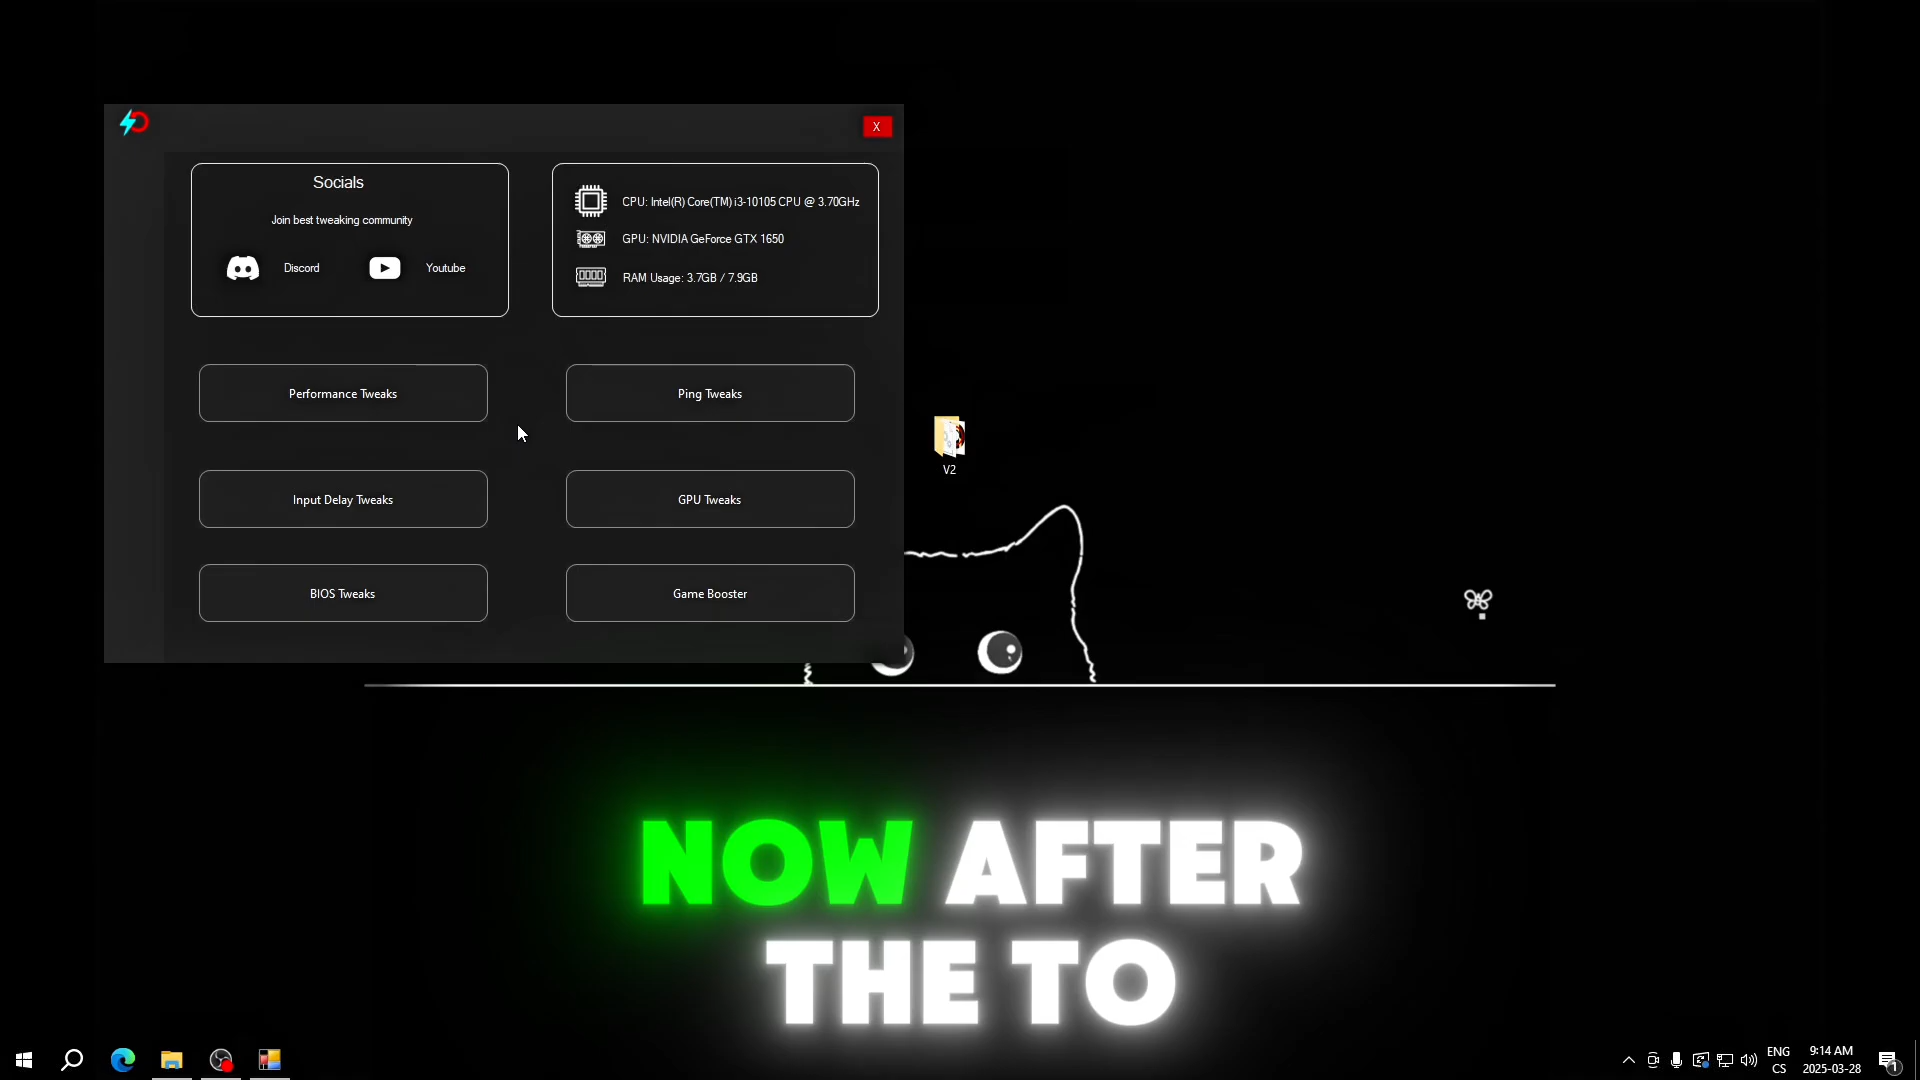 X
Socials
Join best tweaking community
Discord
Youtube
CPU: Intel(R) Core(TM) i3-10105 CPU @ 3.70GHz
GPU: NVIDIA GeForce GTX 1650
RAM Usage: 3.7GB / 7.9GB
Performance Tweaks
Ping Tweaks
Input Delay Tweaks
GPU Tweaks
BIOS Tweaks
Game Booster
V2
NOW AFTER
THE TO
ENG
CS
9:14 AM
2025-03-28
1